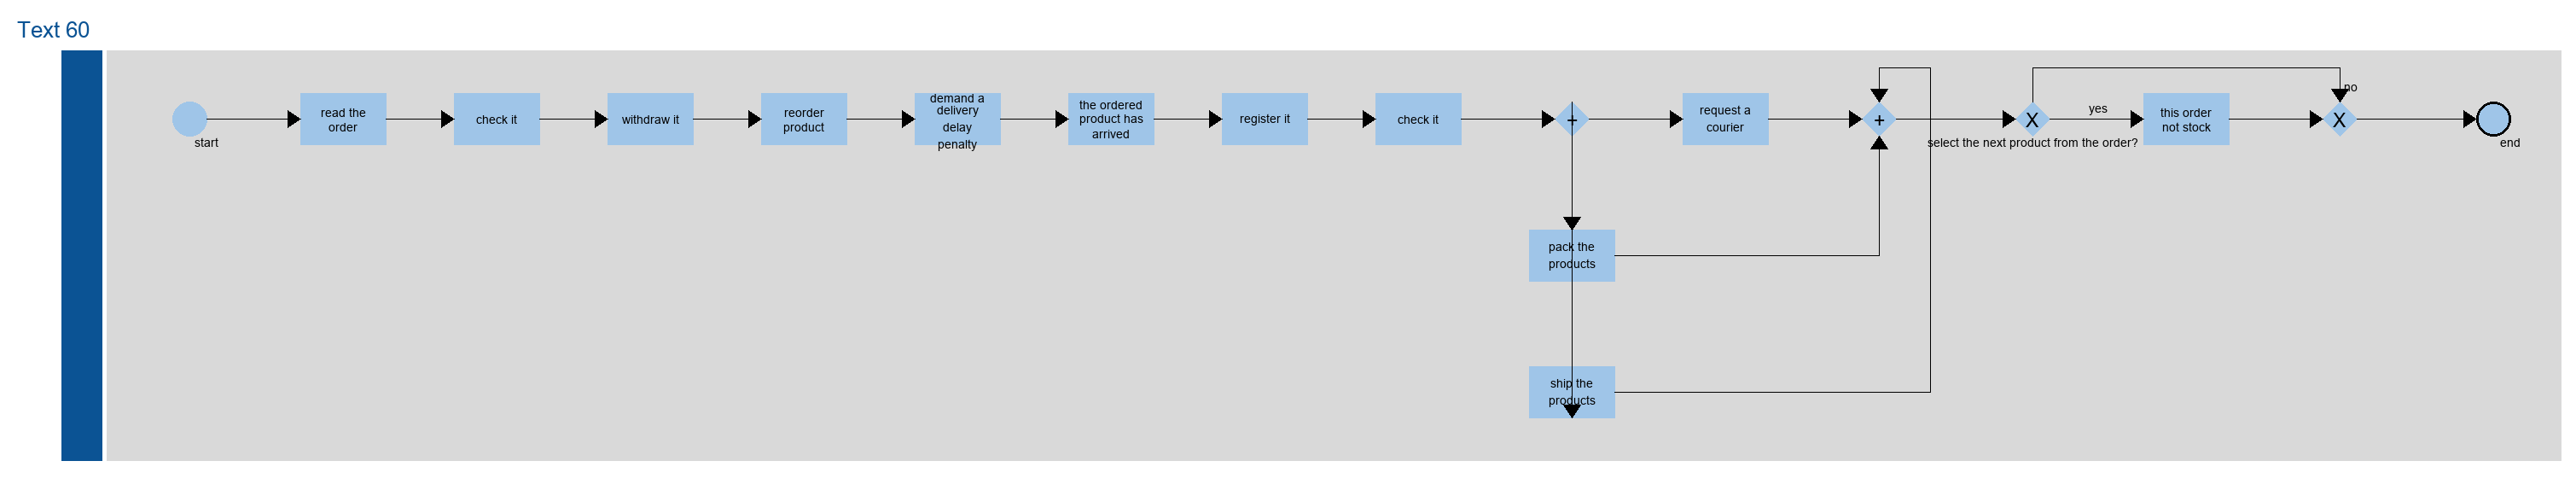 Text 60
start
read the
order
check it
withdraw it
reorder
product
demand a
delivery
delay
penalty
the ordered
product has
arrived
register it
check it
+
request a
courier
+
pack the
products
ship the
products
X
select the next product from the order?
yes
this order
not stock
no
X
end